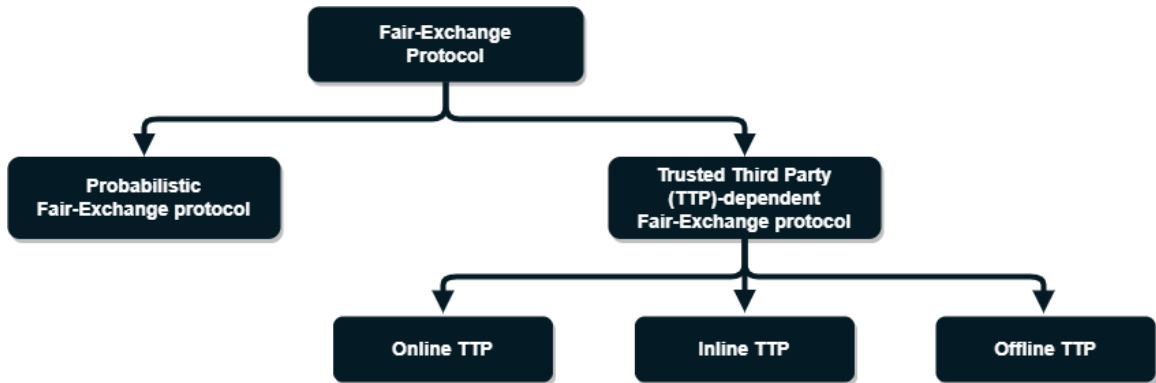 Fair-Exchange
Protocol
Probabilistic
Fair-Exchange protocol
Trusted Third Party
(TTP)-dependent
Fair-Exchange protocol
Online TTP
Inline TTP
Offline TTP